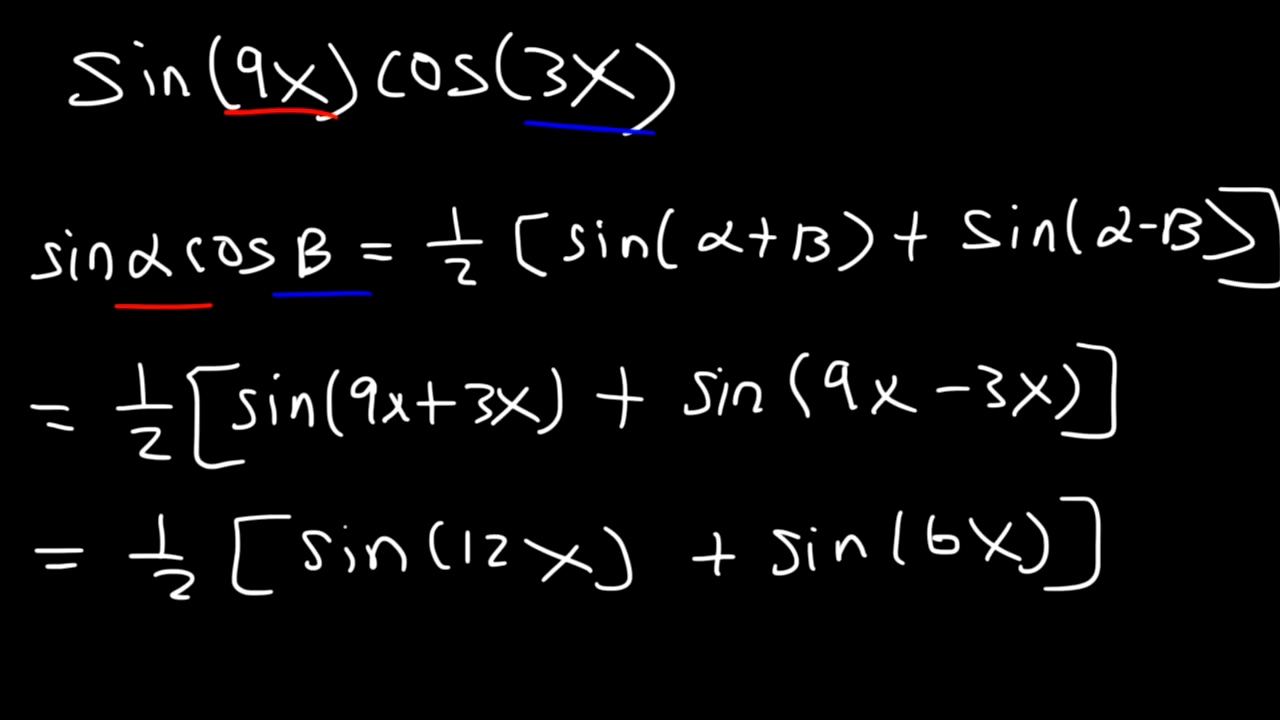 sin(9x)cos(3x)
sinαcosβ = 1/2 [sin(α+β) + sin(α-β)]
= 1/2 [sin(9x+3x) + sin(9x-3x)]
= 1/2 [sin(12x) + sin(6x)]